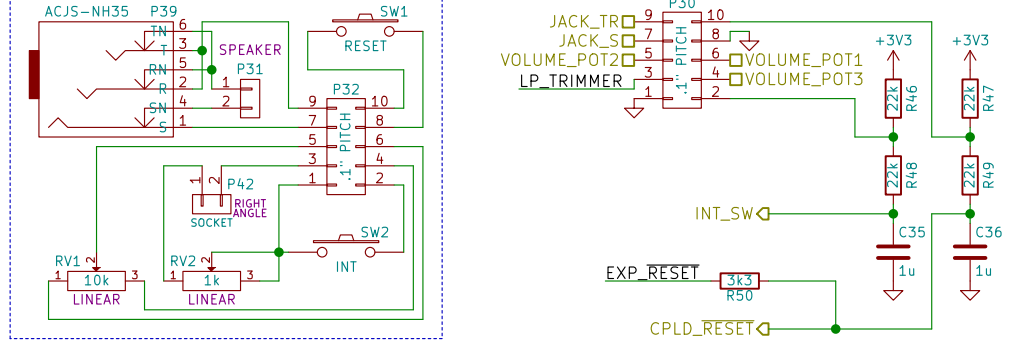 ACJS-NH35
P39
TN 6
T 3
RN 5
R 2
SN 4
S 1
SPEAKER
P31
1
2
SW1
RESET
P32
9 10
7 8
5 6
3 4
1 2
.1" PITCH
1 2
P42
RIGHT
ANGLE
SOCKET
SW2
INT
RV1
2
1 10k 3
LINEAR
RV2
2
1 1k 3
LINEAR
P30
JACK_TR 9 10
JACK_S 7 8
VOLUME_POT2 5 6 VOLUME_POT1
LP_TRIMMER 3 4 VOLUME_POT3
1 2
.1" PITCH
+3V3
+3V3
22k R46
22k R47
22k R48
22k R49
INT_SW
C35
1u
C36
1u
EXP_RESET
3k3
R50
CPLD_RESET